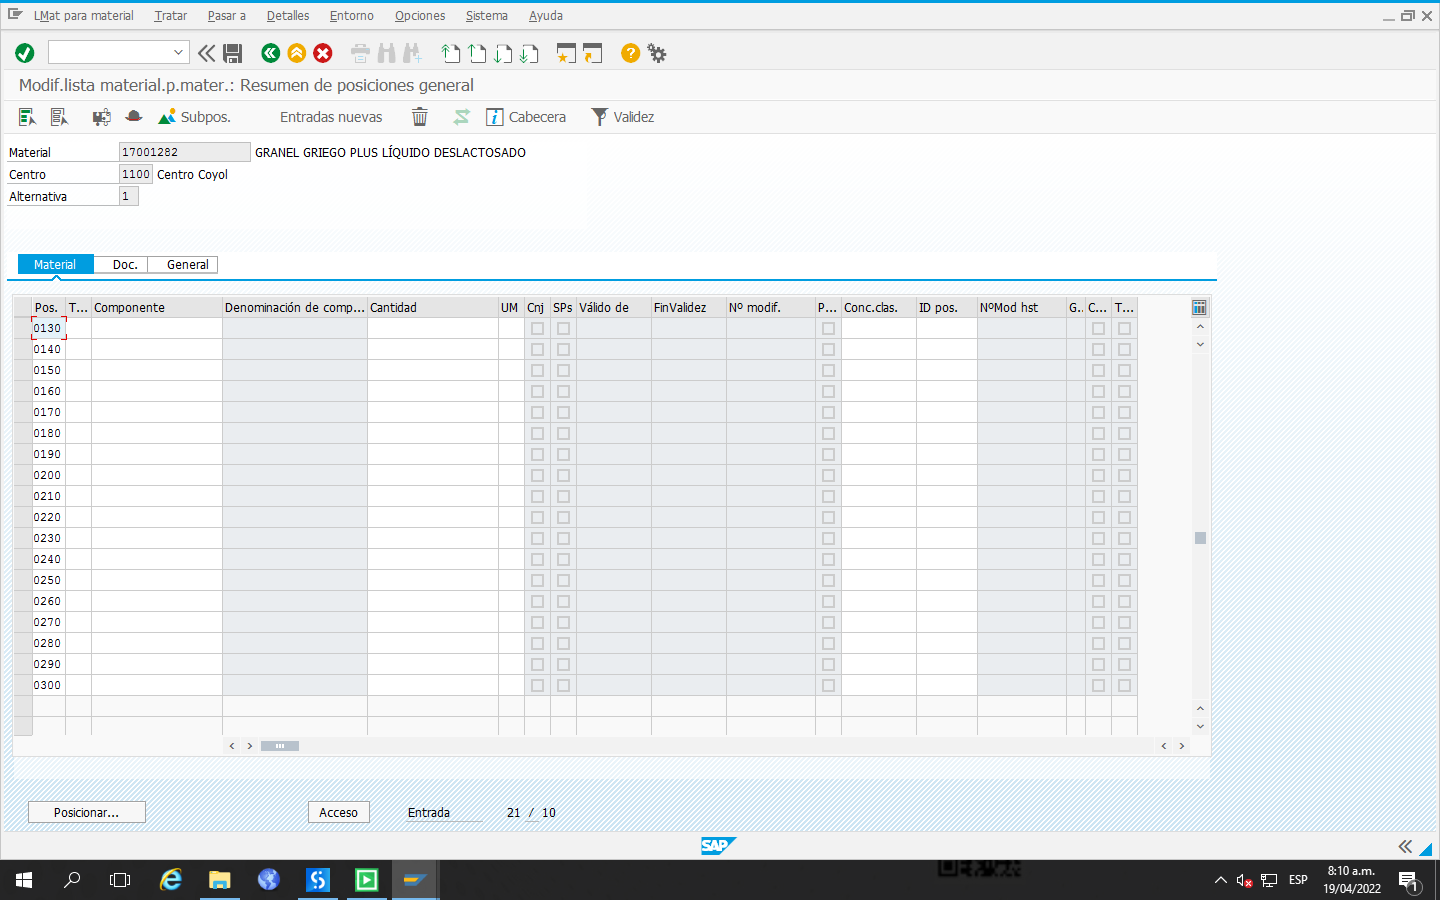 LMat para material Tratar Pasar a Detalles Entorno Opciones Sistema Ayuda
Modif.lista material.p.mater.: Resumen de posiciones general
Subpos. Entradas nuevas Cabecera Validez
Material 17001282 GRANEL GRIEGO PLUS LÍQUIDO DESLACTOSADO
Centro 1100 Centro Coyol
Alternativa 1
Material Doc. General
Pos. T... Componente Denominación de comp... Cantidad UM Cnj SPs Válido de FinValidez Nº modif. P... Conc.clas. ID pos. NºMod hst G.. C... T...
0130
0140
0150
0160
0170
0180
0190
0200
0210
0220
0230
0240
0250
0260
0270
0280
0290
0300
Posicionar... Acceso Entrada 21 / 10
SAP
ESP 8:10 a.m.
19/04/2022
1